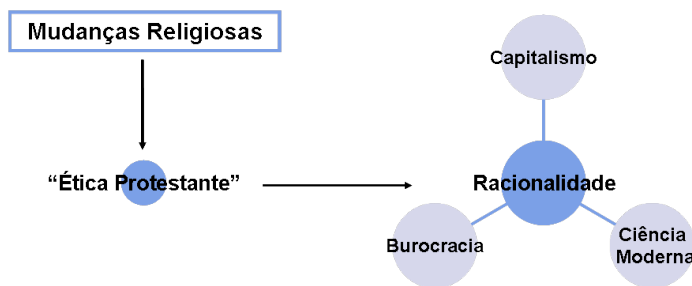 Mudanças Religiosas
Capitalismo
“Ética Protestante”
Racionalidade
Burocracia
Ciência
Moderna